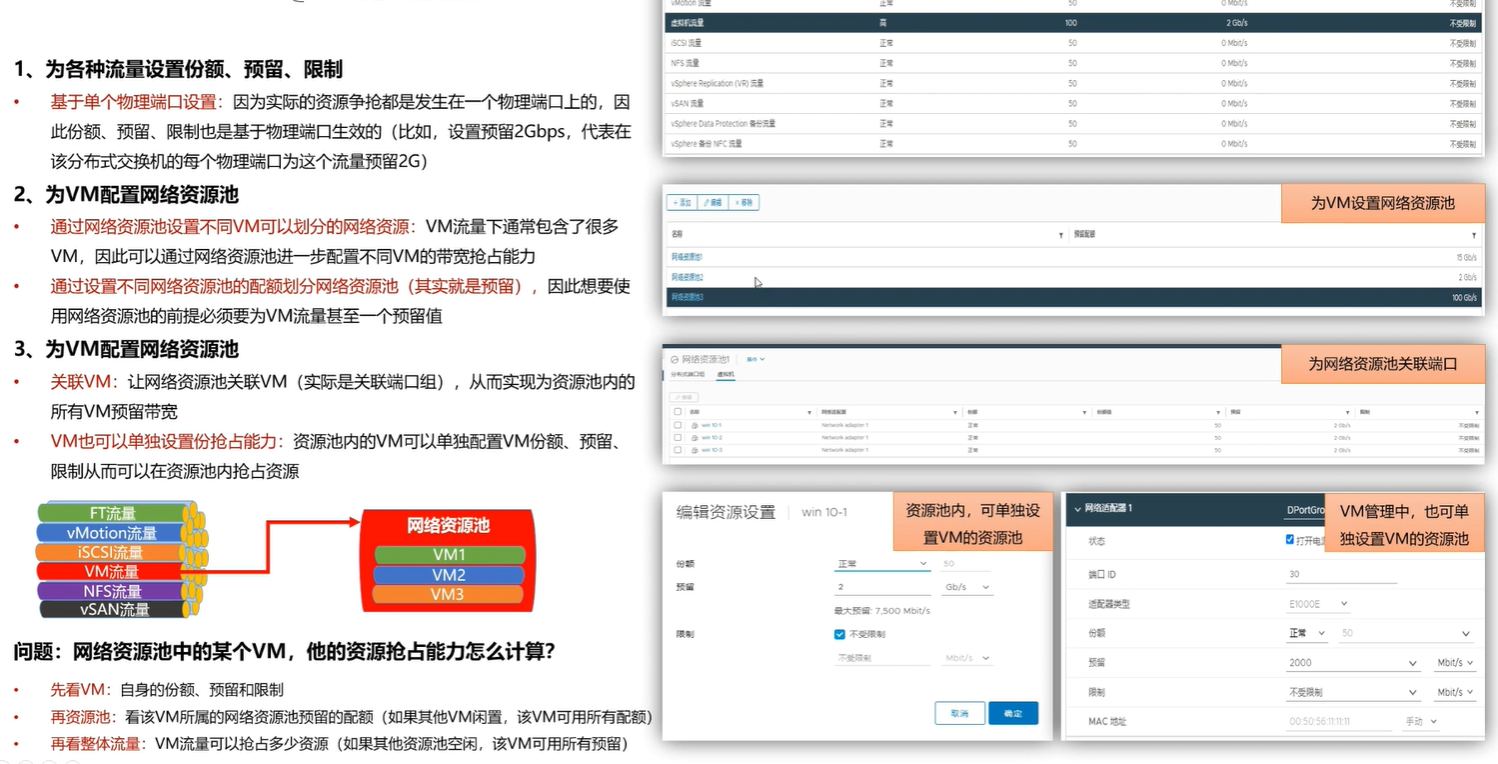 1、为各种流量设置份额、预留、限制
• 基于单个物理端口设置：因为实际的资源争抢都是发生在一个物理端口上的，因
此份额、预留、限制也是基于物理端口生效的（比如，设置预留2Gbps，代表在
该分布式交换机的每个物理端口为这个流量预留2G）
2、为VM配置网络资源池
• 通过网络资源池设置不同VM可以划分的网络资源：VM流量下通常包含了很多
VM，因此可以通过网络资源池进一步配置不同VM的带宽抢占能力
• 通过设置不同网络资源池的配额划分网络资源池（其实就是预留），因此想要使
用网络资源池的前提必须要为VM流量甚至一个预留值
3、为VM配置网络资源池
• 关联VM：让网络资源池关联VM（实际是关联端口组），从而实现为资源池内的
所有VM预留带宽
• VM也可以单独设置份抢占能力：资源池内的VM可以单独配置VM份额、预留、
限制从而可以在资源池内抢占资源
FT流量
vMotion流量
iSCSI流量
VM流量
NFS流量
vSAN流量
网络资源池
VM1
VM2
VM3
问题：网络资源池中的某个VM，他的资源抢占能力怎么计算？
• 先看VM：自身的份额、预留和限制
• 再资源池：看该VM所属的网络资源池预留的配额（如果其他VM闲置，该VM可用所有配额）
• 再看整体流量：VM流量可以抢占多少资源（如果其他资源池空闲，该VM可用所有预留）
vMotion 流量 正常 50 0 Mbit/s 不受限制
虚拟机流量 高 100 2 Gb/s 不受限制
iSCSI 流量 正常 50 0 Mbit/s 不受限制
NFS 流量 正常 50 0 Mbit/s 不受限制
vSphere Replication (VR) 流量 正常 50 0 Mbit/s 不受限制
vSAN 流量 正常 50 0 Mbit/s 不受限制
vSphere Data Protection 备份流量 正常 50 0 Mbit/s 不受限制
vSphere 备份 NFC 流量 正常 50 0 Mbit/s 不受限制
为VM设置网络资源池
+ 添加 编辑 × 移除
名称 预留配额
网络资源池1 15 Gb/s
网络资源池2 2 Gb/s
网络资源池3 100 Gb/s
为网络资源池关联端口
网络资源池1 操作
分布式端口组 虚拟机
编辑
名称 网络适配器 份额 份额值 预留 限制
win 10-1 Network adapter 1 正常 50 2 Gb/s 不受限制
win 10-2 Network adapter 1 正常 50 2 Gb/s 不受限制
win 10-3 Network adapter 1 正常 50 2 Gb/s 不受限制
编辑资源设置 win 10-1
资源池内，可单独设
置VM的资源池
份额 正常 50
预留 2 Gb/s
最大预留: 7,500 Mbit/s
限制 不受限制
不受限制 Mbit/s
取消 确定
网络适配器 1 DPortGro
VM管理中，也可单
独设置VM的资源池
状态 打开电
端口 ID 30
适配器类型 E1000E
份额 正常 50
预留 2000 Mbit/s
限制 不受限制 Mbit/s
MAC 地址 00:50:56:11:11:11 手动